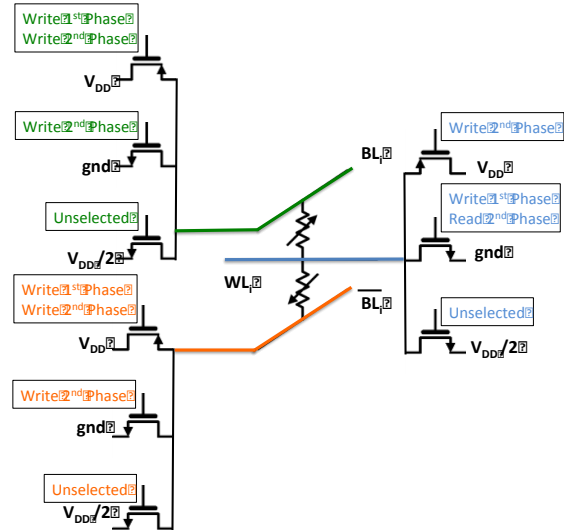 Write 1st Phase
Write 2nd Phase
VDD
Write 2nd Phase
gnd
Unselected
VDD/2
Write 1st Phase
Write 2nd Phase
VDD
Write 2nd Phase
gnd
Unselected
VDD/2
BLi
WLi
BLi
Write 2nd Phase
VDD
Write 1st Phase
Read 2nd Phase
gnd
Unselected
VDD/2